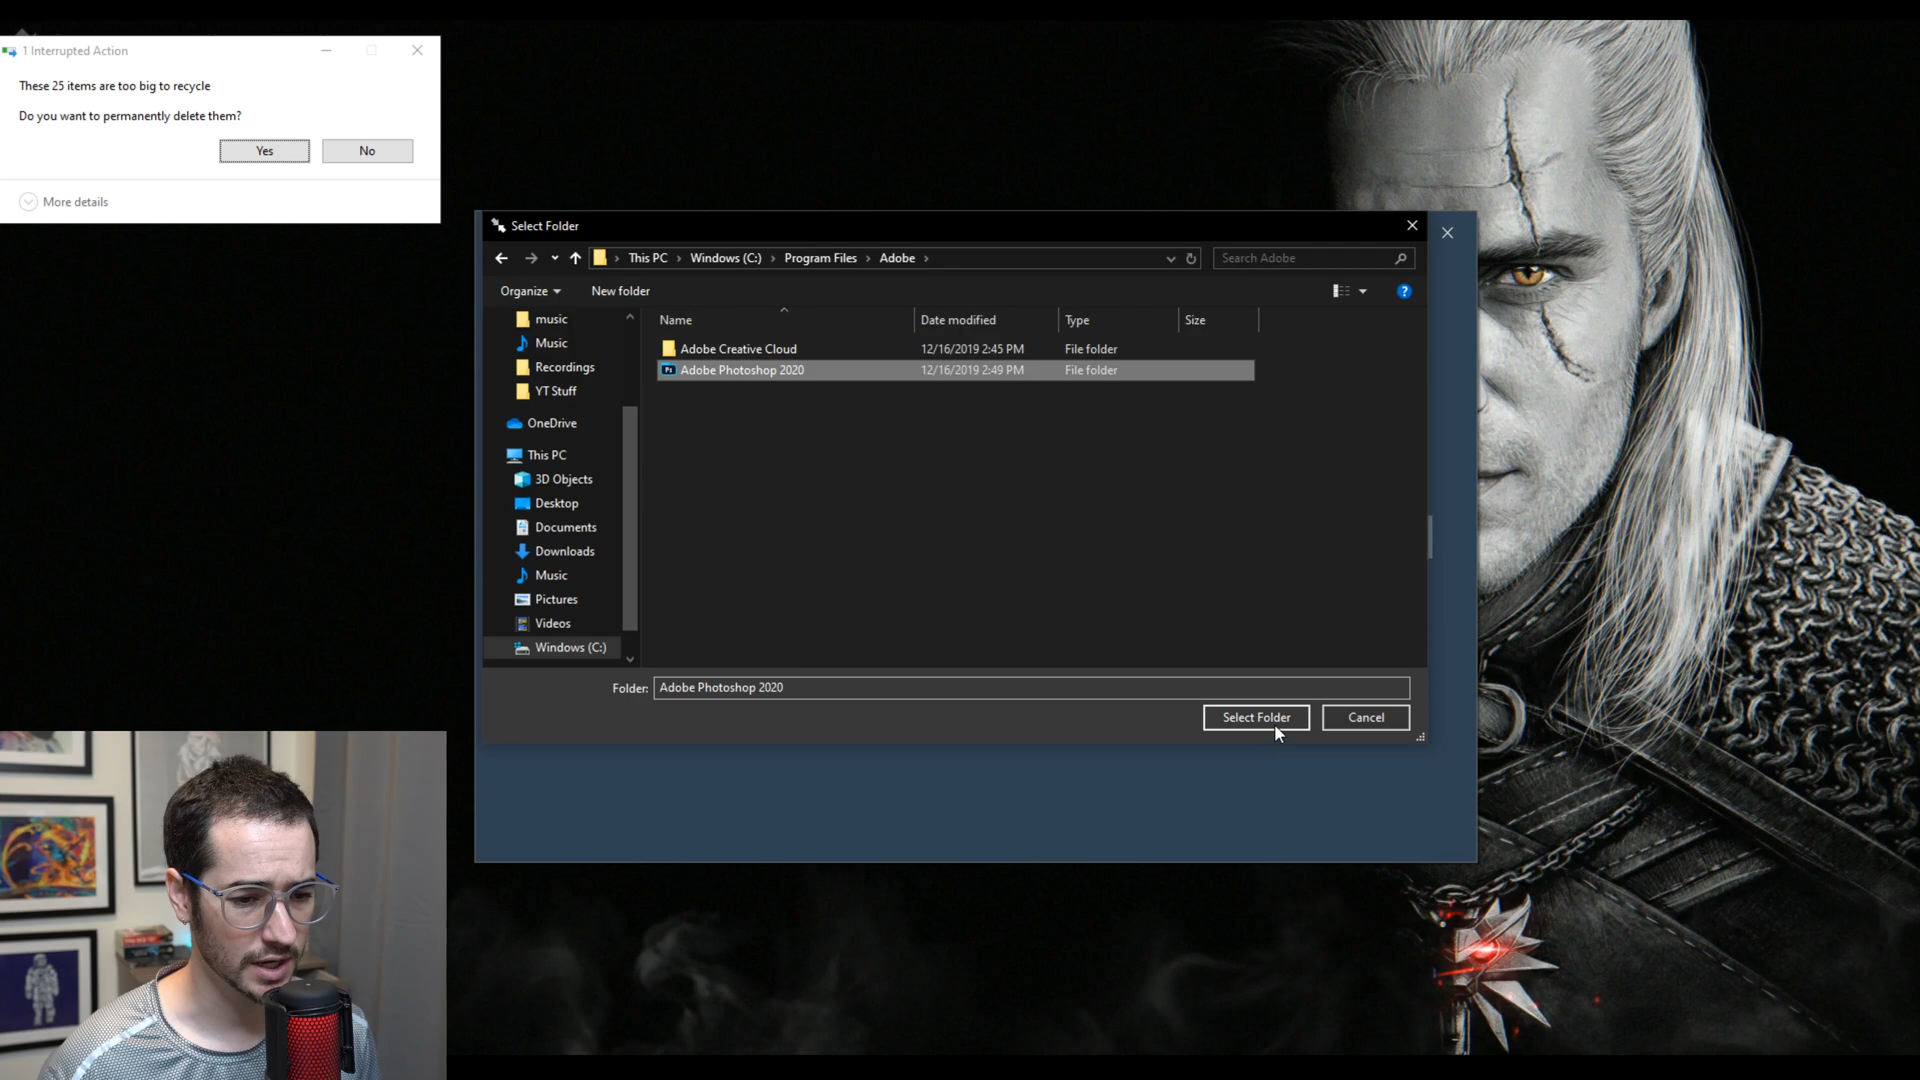 1 Interrupted Action
These 25 items are too big to recycle
Do you want to permanently delete them?
Yes No
More details
Select Folder
This PC Windows (C:) Program Files Adobe
Search Adobe
Organize New folder
?
Name Date modified Type Size
Adobe Creative Cloud 12/16/2019 2:45 PM File folder
Ps Adobe Photoshop 2020 12/16/2019 2:49 PM File folder
music
Music
Recordings
YT Stuff
OneDrive
This PC
3D Objects
Desktop
Documents
Downloads
Music
Pictures
Videos
Windows (C:)
Folder: Adobe Photoshop 2020
Select Folder Cancel